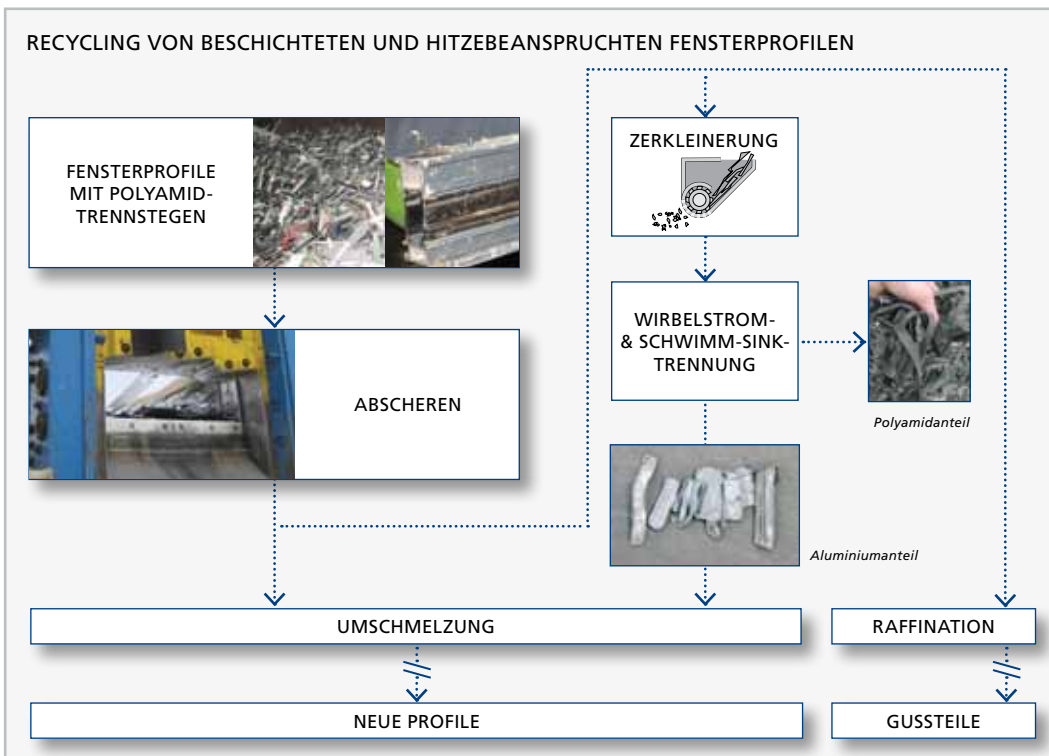 RECYCLING VON BESCHICHTETEN UND HITZEBEANSPRUCHTEN FENSTERPROFILEN
FENSTERPROFILE
MIT POLYAMID-
TRENNSTEGEN
ABSCHEREN
ZERKLEINERUNG
WIRBELSTROM-
& SCHWIMM-SINK-
TRENNUNG
Polyamidanteil
Aluminiumanteil
UMSCHMELZUNG
RAFFINATION
NEUE PROFILE
GUSSTEILE